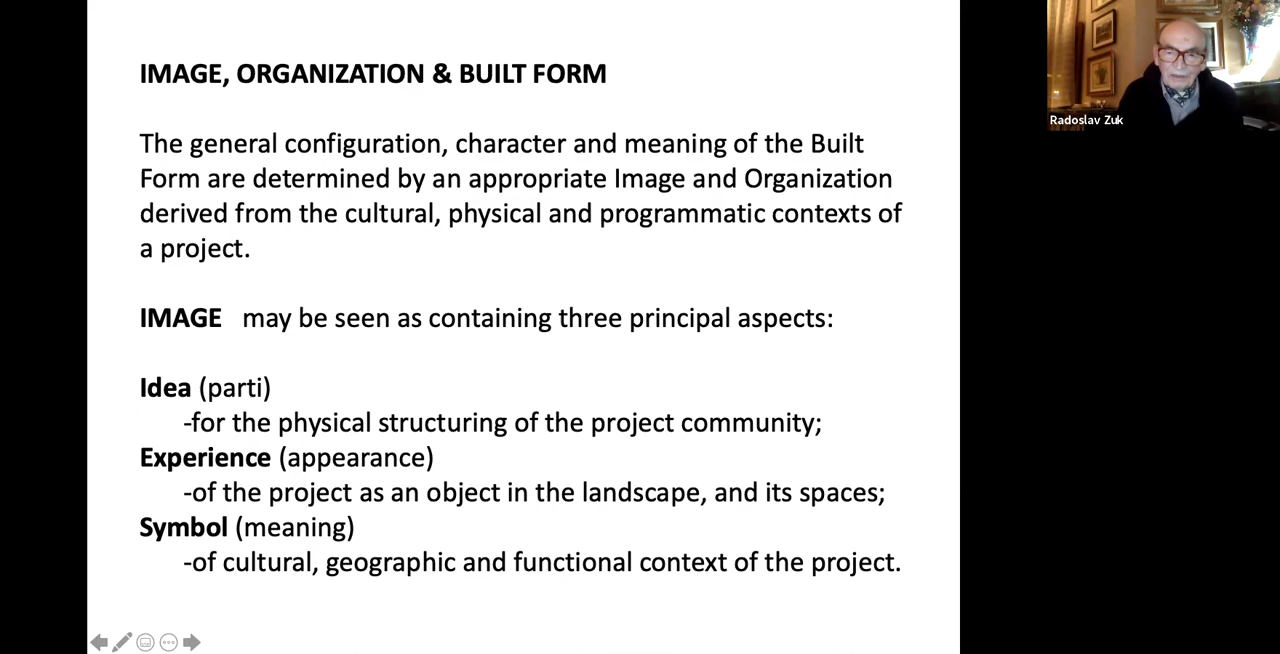 IMAGE, ORGANIZATION & BUILT FORM
The general configuration, character and meaning of the Built
Form are determined by an appropriate Image and Organization
derived from the cultural, physical and programmatic contexts of
a project.
IMAGE may be seen as containing three principal aspects:
Idea (parti)
-for the physical structuring of the project community;
Experience (appearance)
-of the project as an object in the landscape, and its spaces;
Symbol (meaning)
-of cultural, geographic and functional context of the project.
Radoslav Zuk